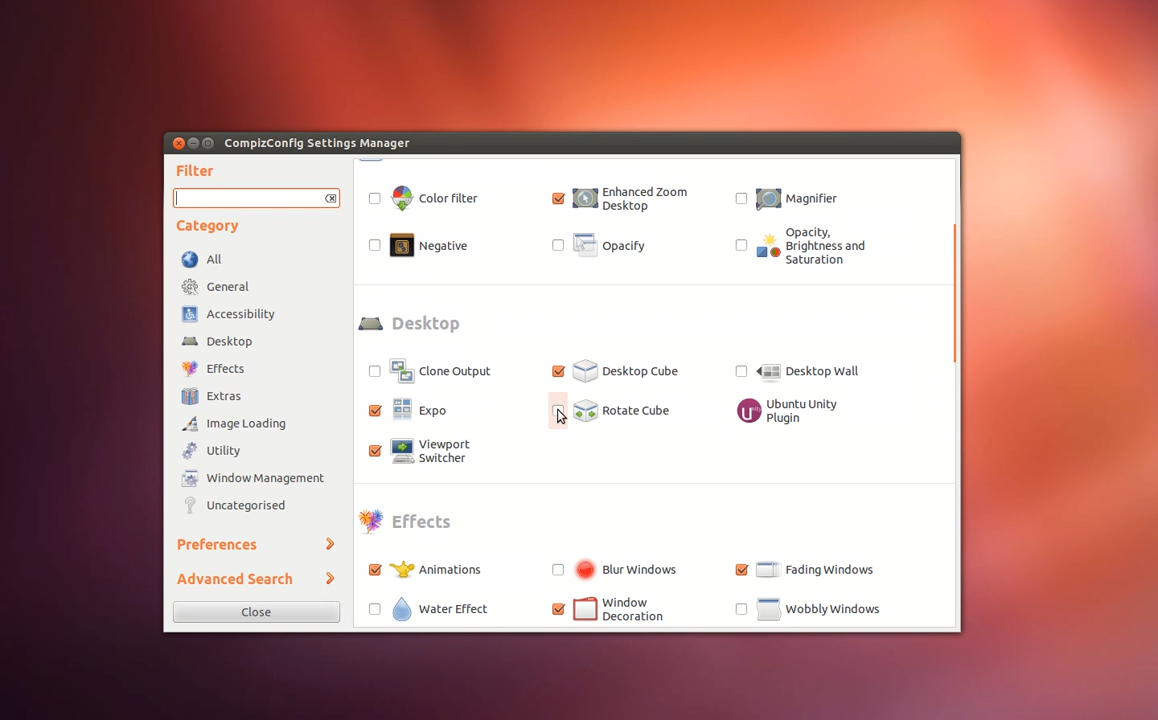 CompizConfig Settings Manager
Filter
Category
All
General
Accessibility
Desktop
Effects
Extras
Image Loading
Utility
Window Management
Uncategorised
Preferences
Advanced Search
Close
Color filter
Enhanced Zoom
Desktop
Magnifier
Negative
Opacify
Opacity,
Brightness and
Saturation
Desktop
Clone Output
Desktop Cube
Desktop Wall
Expo
Rotate Cube
Ubuntu Unity
Plugin
Viewport
Switcher
Effects
Animations
Blur Windows
Fading Windows
Water Effect
Window
Decoration
Wobbly Windows